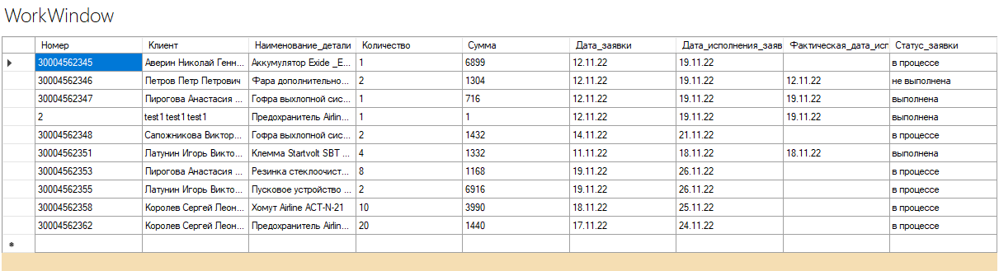 WorkWindow
Номер Клиент Наименование_детали Количество Сумма Дата_заявки Дата_исполнения_заяв Фактическая_дата_исп Статус_заявки
30004562345 Аверин Николай Генн... Аккумулятор Exide _E... 1 6899 12.11.22 19.11.22 в процессе
30004562346 Петров Петр Петрович Фара дополнительно... 2 1304 12.11.22 19.11.22 12.11.22 не выполнена
30004562347 Пирогова Анастасия ... Гофра выхлопной сис... 1 716 12.11.22 19.11.22 19.11.22 выполнена
2 test1 test1 test1 Предохранитель Airlin... 1 1 12.11.22 19.11.22 19.11.22 выполнена
30004562348 Сапожникова Виктор... Гофра выхлопной сис... 2 1432 14.11.22 21.11.22 в процессе
30004562351 Латунин Игорь Викто... Клемма Startvolt SBT ... 4 1332 11.11.22 18.11.22 18.11.22 выполнена
30004562353 Пирогова Анастасия ... Резинка стеклоочист... 8 1168 19.11.22 26.11.22 в процессе
30004562355 Латунин Игорь Викто... Пусковое устройство ... 2 6916 19.11.22 26.11.22 в процессе
30004562358 Королев Сергей Леон... Хомут Airline ACT-N-21 10 3990 18.11.22 25.11.22 в процессе
30004562362 Королев Сергей Леон... Предохранитель Airlin... 20 1440 17.11.22 24.11.22 в процессе